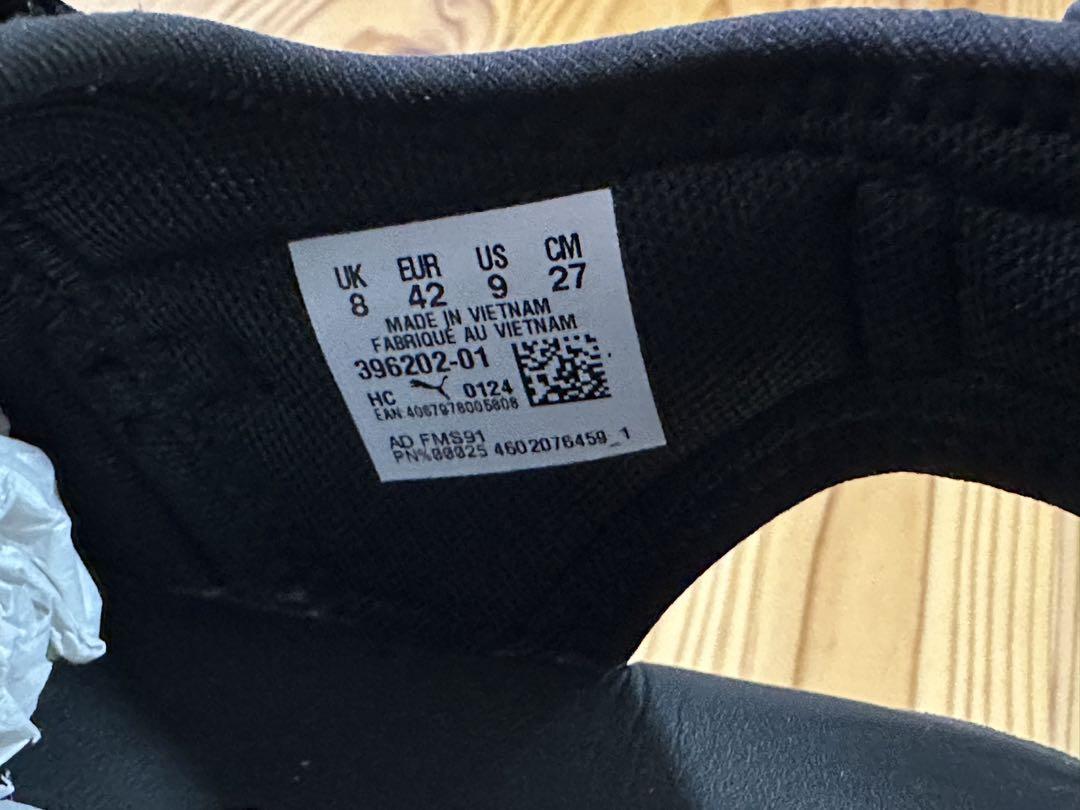 UK EUR US CM
8 42 9 27
MADE IN VIETNAM
FABRIQUÉ AU VIETNAM
396202-01
HC 0124
EAN:4067978005808
AD FMS91
PN%00025 4602076459_1